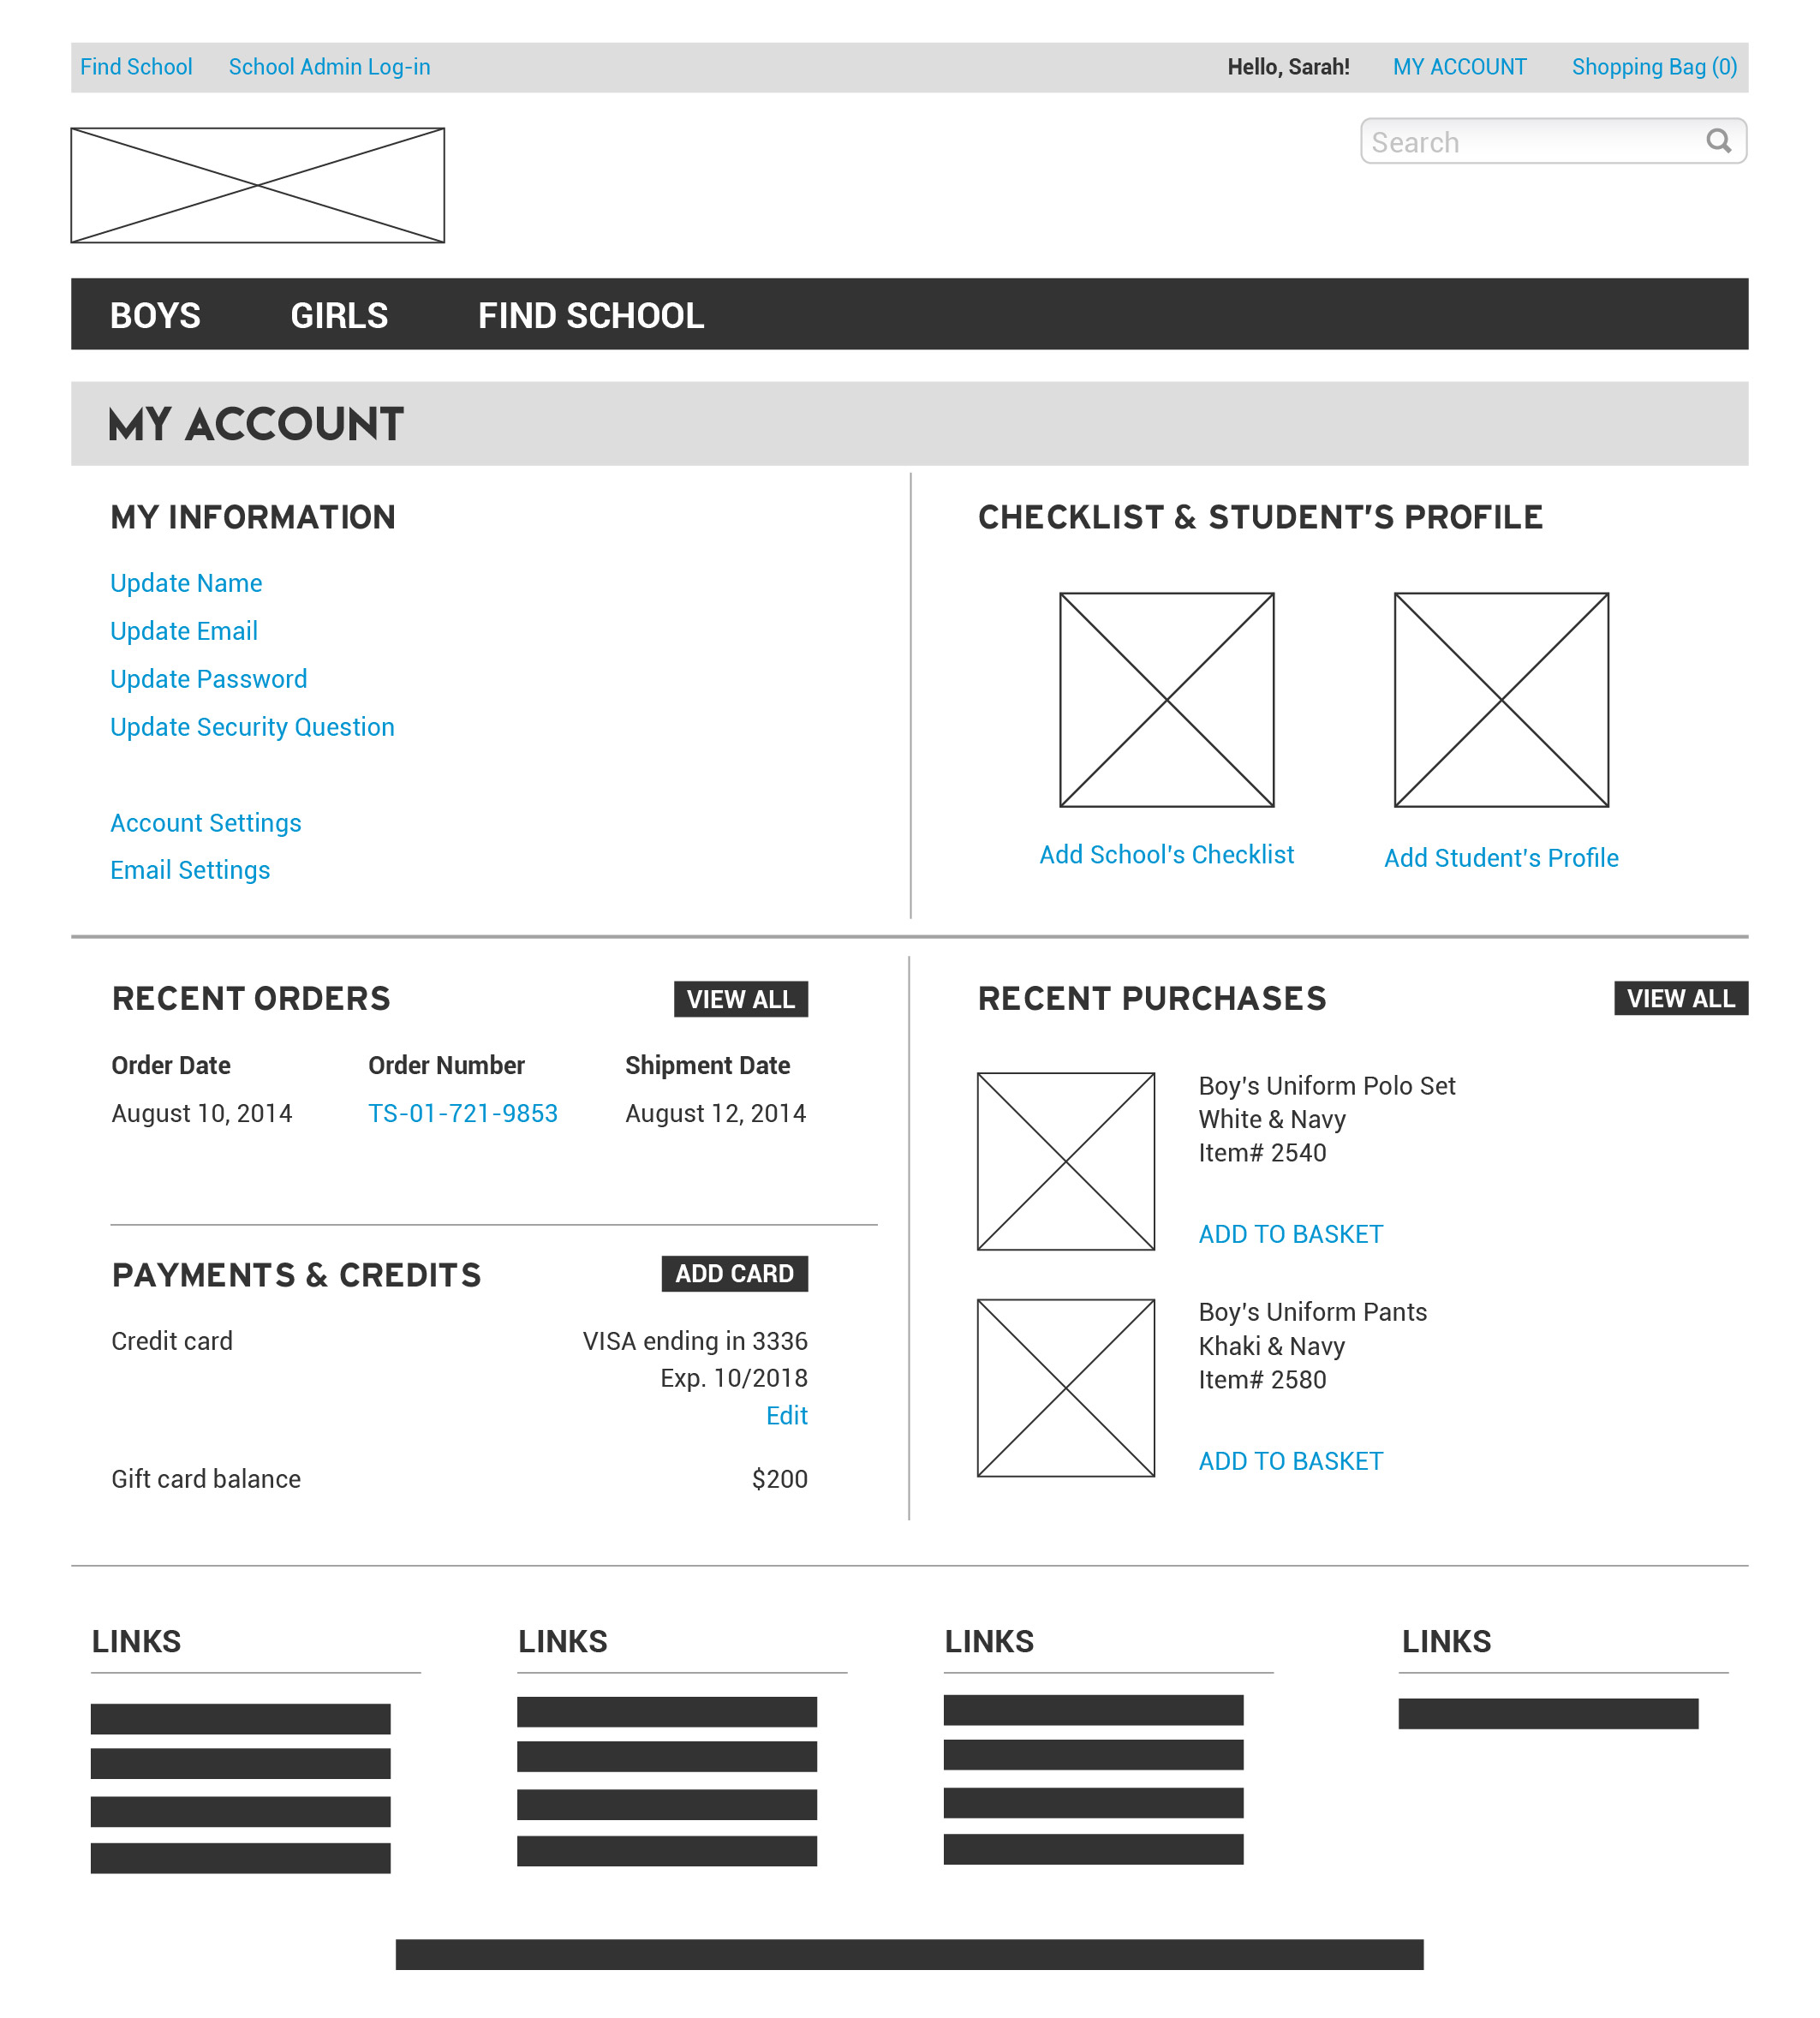 Find School School Admin Log-in Hello, Sarah! MY ACCOUNT Shopping Bag (0)
Search
BOYS GIRLS FIND SCHOOL
MY ACCOUNT
MY INFORMATION
Update Name
Update Email
Update Password
Update Security Question
Account Settings
Email Settings
CHECKLIST & STUDENT'S PROFILE
Add School's Checklist Add Student's Profile
RECENT ORDERS VIEW ALL
Order Date Order Number Shipment Date
August 10, 2014 TS-01-721-9853 August 12, 2014
PAYMENTS & CREDITS ADD CARD
Credit card VISA ending in 3336
Exp. 10/2018
Edit
Gift card balance $200
RECENT PURCHASES VIEW ALL
Boy's Uniform Polo Set
White & Navy
Item# 2540
ADD TO BASKET
Boy's Uniform Pants
Khaki & Navy
Item# 2580
ADD TO BASKET
LINKS LINKS LINKS LINKS